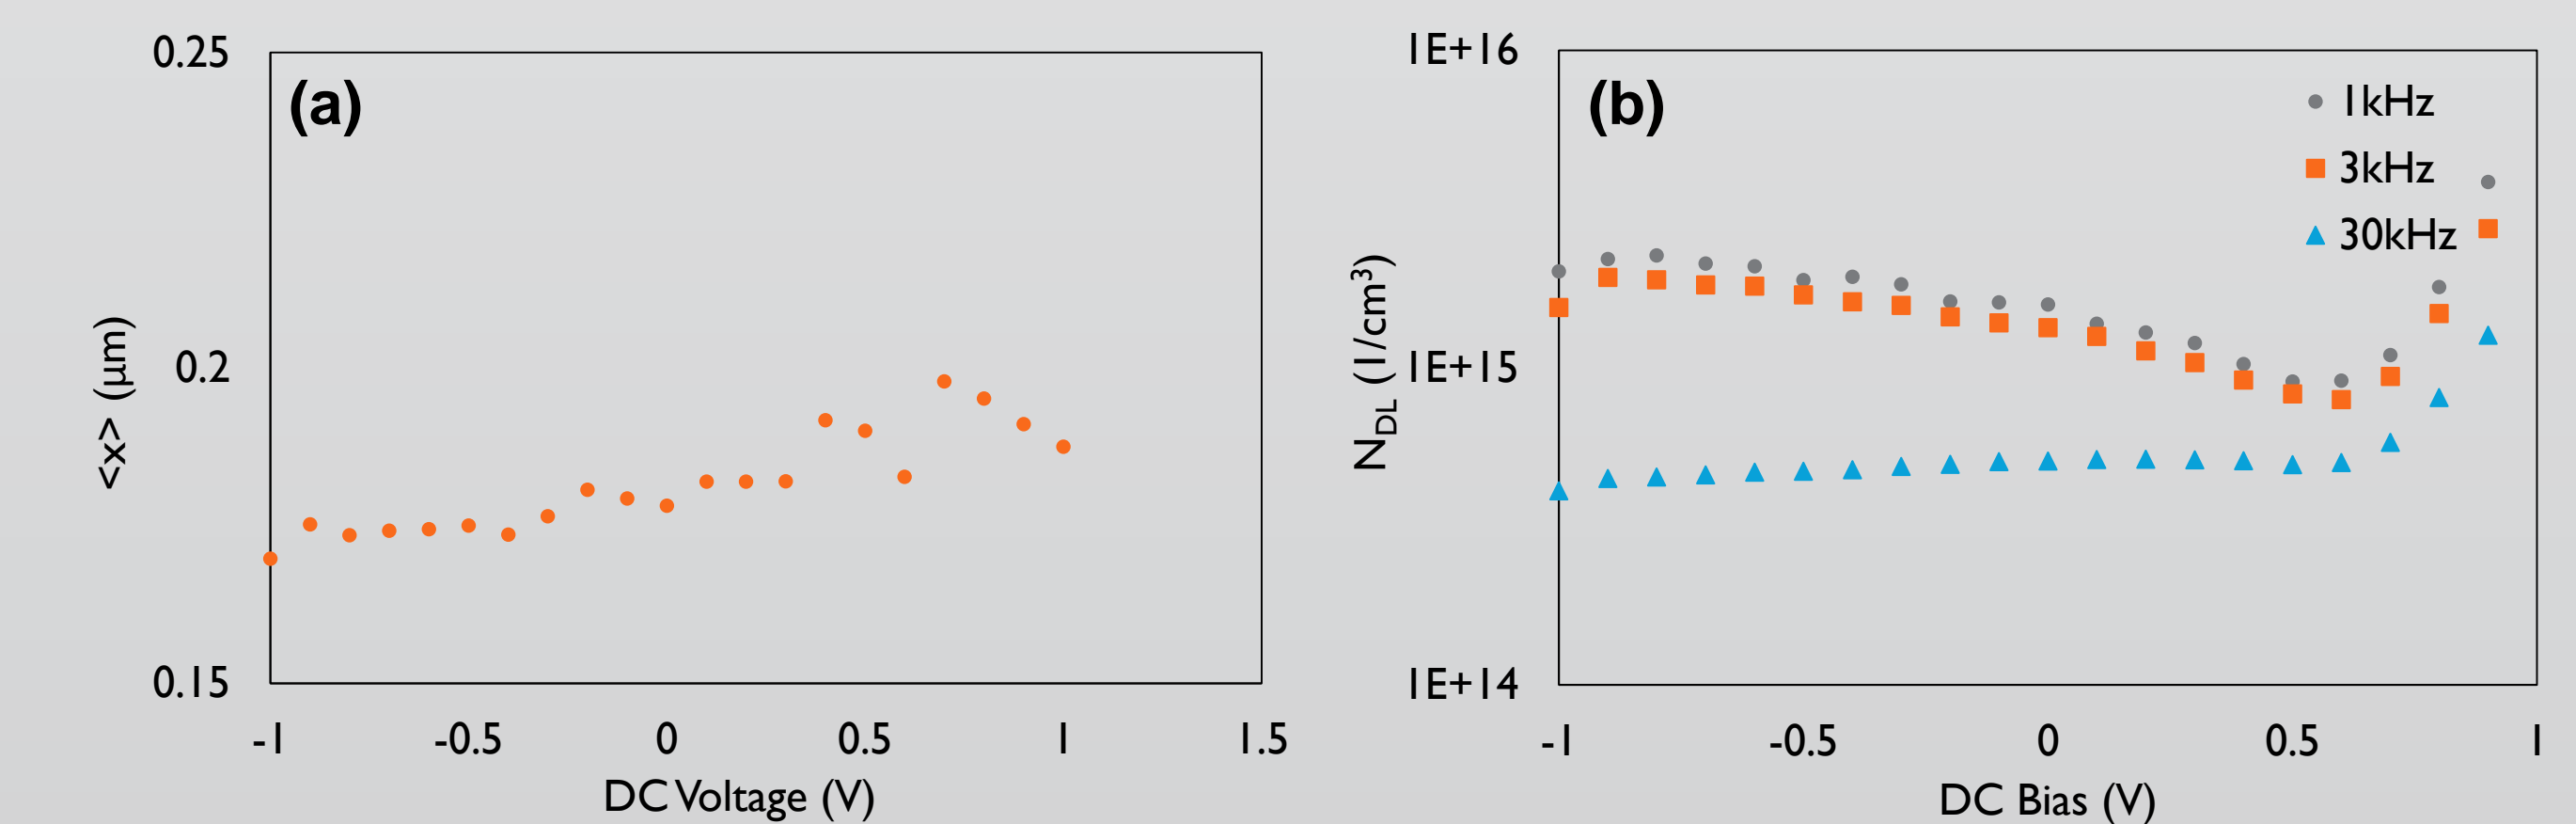 (a)
0.25
0.2
0.15
<x> (µm)
-1 -0.5 0 0.5 1 1.5
DC Voltage (V)
(b)
1E+16
1E+15
1E+14
N_DL (1/cm³)
1kHz
3kHz
30kHz
-1 -0.5 0 0.5 1
DC Bias (V)